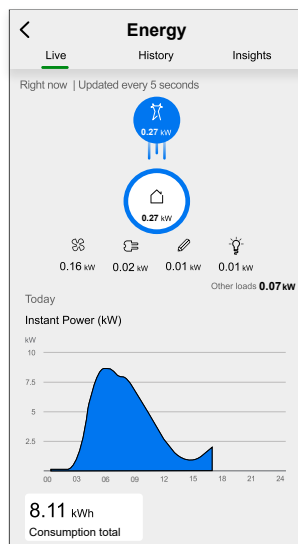 Energy
Live History Insights
Right now | Updated every 5 seconds
0.27 kW
0.27 kW
0.16 kW 0.02 kW 0.01 kW 0.01 kW
Other loads 0.07 kW
Today
Instant Power (kW)
kW
10
7.5
5
2.5
00 03 06 09 12 15 18 21 24
8.11 kWh
Consumption total